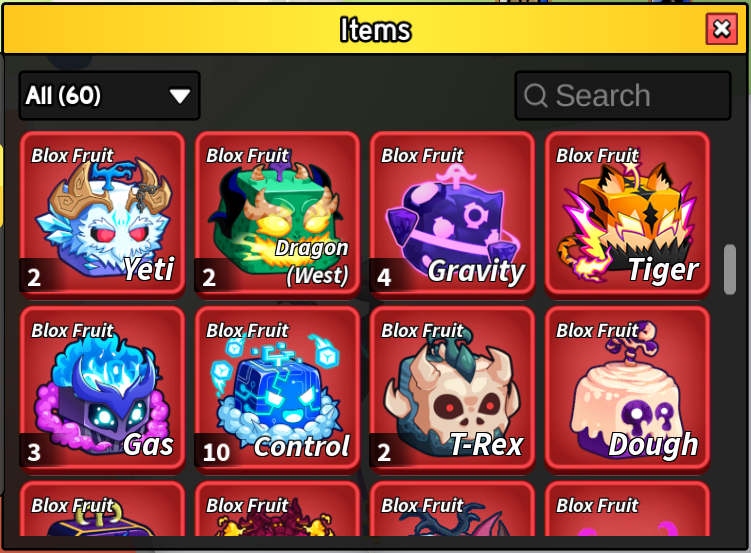 Items
All (60)
Search
Blox Fruit
2
Yeti
Blox Fruit
2
Dragon
(West)
Blox Fruit
4
Gravity
Blox Fruit
Tiger
Blox Fruit
3
Gas
Blox Fruit
10
Control
Blox Fruit
2
T-Rex
Blox Fruit
Dough
Blox Fruit
Blox Fruit
Blox Fruit
Blox Fruit